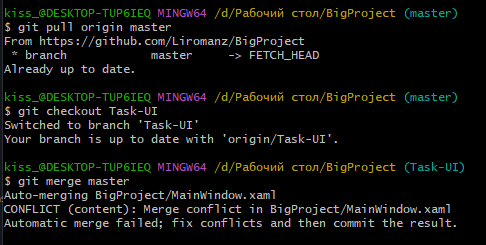 kiss_@DESKTOP-TUP6IEQ MINGW64 /d/Рабочий стол/BigProject (master)
$ git pull origin master
From https://github.com/Liromanz/BigProject
 * branch            master     -> FETCH_HEAD
Already up to date.

kiss_@DESKTOP-TUP6IEQ MINGW64 /d/Рабочий стол/BigProject (master)
$ git checkout Task-UI
Switched to branch 'Task-UI'
Your branch is up to date with 'origin/Task-UI'.

kiss_@DESKTOP-TUP6IEQ MINGW64 /d/Рабочий стол/BigProject (Task-UI)
$ git merge master
Auto-merging BigProject/MainWindow.xaml
CONFLICT (content): Merge conflict in BigProject/MainWindow.xaml
Automatic merge failed; fix conflicts and then commit the result.